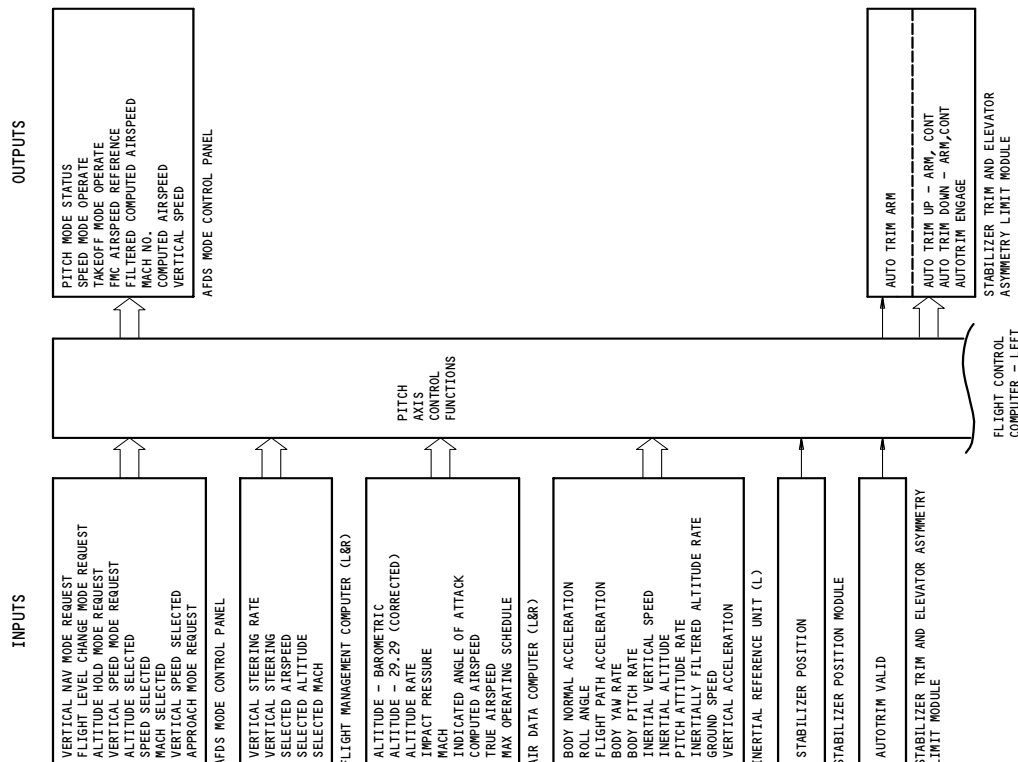 INPUTS
OUTPUTS
VERTICAL NAV MODE REQUEST
FLIGHT LEVEL CHANGE MODE REQUEST
ALTITUDE HOLD MODE REQUEST
VERTICAL SPEED MODE REQUEST
ALTITUDE SELECTED
SPEED SELECTED
MACH SELECTED
VERTICAL SPEED SELECTED
APPROACH MODE REQUEST
AFDS MODE CONTROL PANEL
VERTICAL STEERING RATE
VERTICAL STEERING
SELECTED AIRSPEED
SELECTED ALTITUDE
SELECTED MACH
FLIGHT MANAGEMENT COMPUTER (L&R)
ALTITUDE - BAROMETRIC
ALTITUDE - 29.29 (CORRECTED)
ALTITUDE RATE
IMPACT PRESSURE
MACH
INDICATED ANGLE OF ATTACK
COMPUTED AIRSPEED
TRUE AIRSPEED
MAX OPERATING SCHEDULE
AIR DATA COMPUTER (L&R)
BODY NORMAL ACCELERATION
ROLL ANGLE
FLIGHT PATH ACCELERATION
BODY YAW RATE
BODY PITCH RATE
INERTIAL VERTICAL SPEED
INERTIAL ALTITUDE
PITCH ATTITUDE RATE
INERTIALLY FILTERED ALTITUDE RATE
GROUND SPEED
VERTICAL ACCELERATION
INERTIAL REFERENCE UNIT (L)
STABILIZER POSITION
STABILIZER POSITION MODULE
AUTOTRIM VALID
STABILIZER TRIM AND ELEVATOR ASYMMETRY
LIMIT MODULE
PITCH
AXIS
CONTROL
FUNCTIONS
FLIGHT CONTROL
COMPUTER - LEFT
PITCH MODE STATUS
SPEED MODE OPERATE
TAKEOFF MODE OPERATE
FMC AIRSPEED REFERENCE
FILTERED COMPUTED AIRSPEED
MACH NO.
COMPUTED AIRSPEED
VERTICAL SPEED
AFDS MODE CONTROL PANEL
AUTO TRIM ARM
AUTO TRIM UP - ARM, CONT
AUTO TRIM DOWN - ARM,CONT
AUTOTRIM ENGAGE
STABILIZER TRIM AND ELEVATOR
ASYMMETRY LIMIT MODULE